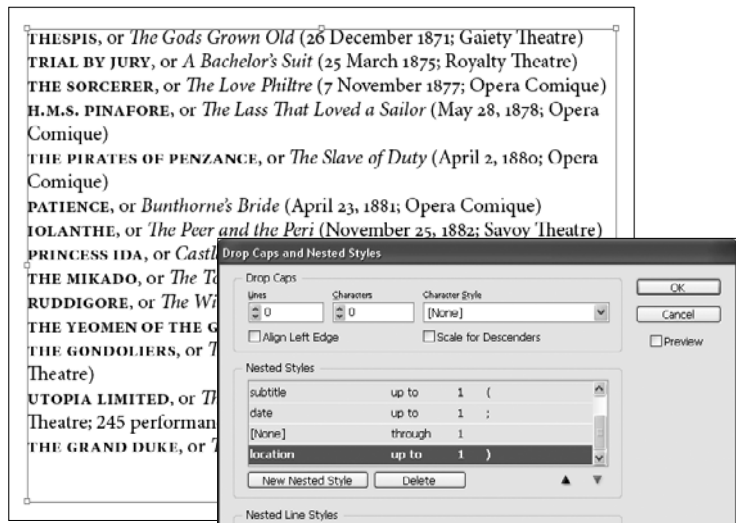 THESPIS, or The Gods Grown Old (26 December 1871; Gaiety Theatre)
TRIAL BY JURY, or A Bachelor's Suit (25 March 1875; Royalty Theatre)
THE SORCERER, or The Love Philtre (7 November 1877; Opera Comique)
H.M.S. PINAFORE, or The Lass That Loved a Sailor (May 28, 1878; Opera
Comique)
THE PIRATES OF PENZANCE, or The Slave of Duty (April 2, 1880; Opera
Comique)
PATIENCE, or Bunthorne's Bride (April 23, 1881; Opera Comique)
IOLANTHE, or The Peer and the Peri (November 25, 1882; Savoy Theatre)
PRINCESS IDA, or
THE MIKADO, or The
RUDDIGORE, or The
THE YEOMEN OF THE
THE GONDOLIERS, or
Theatre)
UTOPIA LIMITED, or
Theatre; 245
THE GRAND DUKE, or
Drop Caps and Nested Styles
Drop Caps
Lines Characters Character Style
0 0 [None]
Align Left Edge Scale for Descenders
OK
Cancel
Preview
Nested Styles
subtitle up to 1 (
date up to 1 ;
[None] through 1
location up to 1 )
New Nested Style Delete
Nested Line Styles